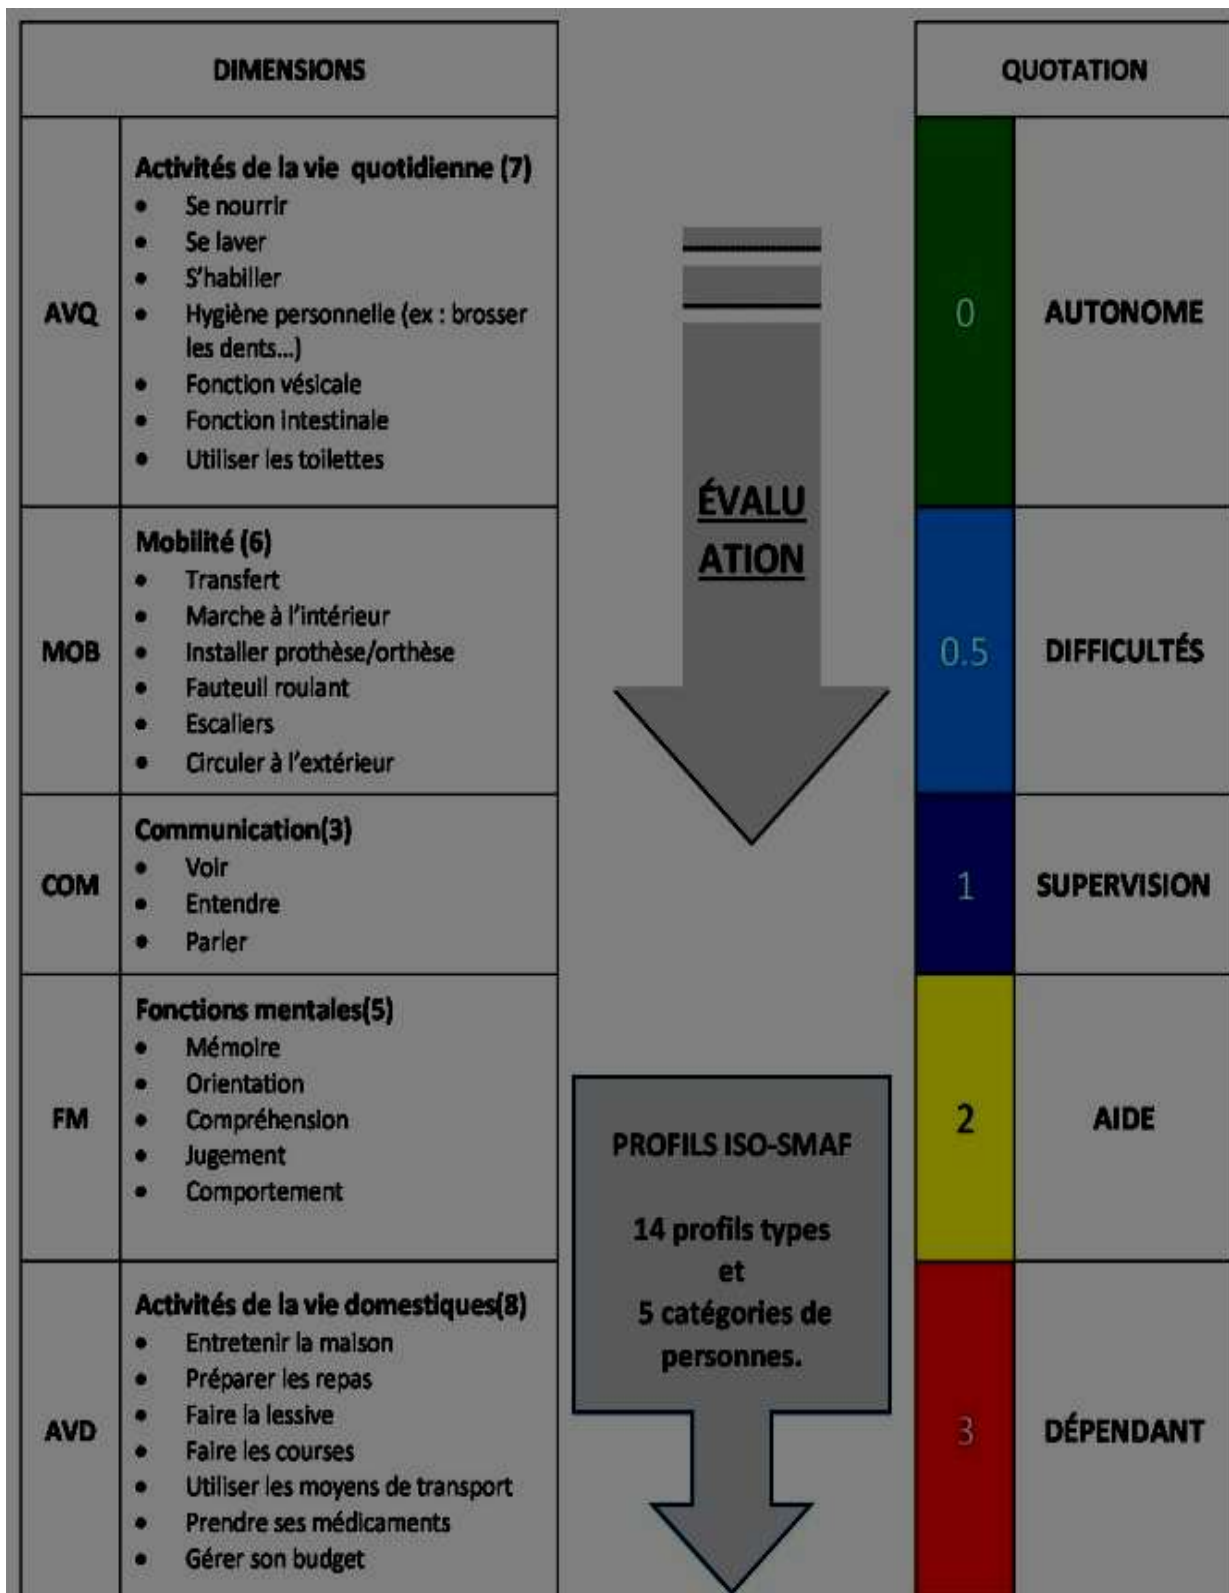 DIMENSIONS
AVQ
Activités de la vie quotidienne (7)
• Se nourrir
• Se laver
• S'habiller
• Hygiène personnelle (ex : brosser
les dents...)
• Fonction vésicale
• Fonction intestinale
• Utiliser les toilettes
MOB
Mobilité (6)
• Transfert
• Marche à l'intérieur
• Installer prothèse/orthèse
• Fauteuil roulant
• Escaliers
• Circuler à l'extérieur
COM
Communication(3)
• Voir
• Entendre
• Parler
FM
Fonctions mentales(5)
• Mémoire
• Orientation
• Compréhension
• Jugement
• Comportement
AVD
Activités de la vie domestiques(8)
• Entretenir la maison
• Préparer les repas
• Faire la lessive
• Faire les courses
• Utiliser les moyens de transport
• Prendre ses médicaments
• Gérer son budget
ÉVALU
ATION
PROFILS ISO-SMAF
14 profils types
et
5 catégories de
personnes.
QUOTATION
0 AUTONOME
0.5 DIFFICULTÉS
1 SUPERVISION
2 AIDE
3 DÉPENDANT